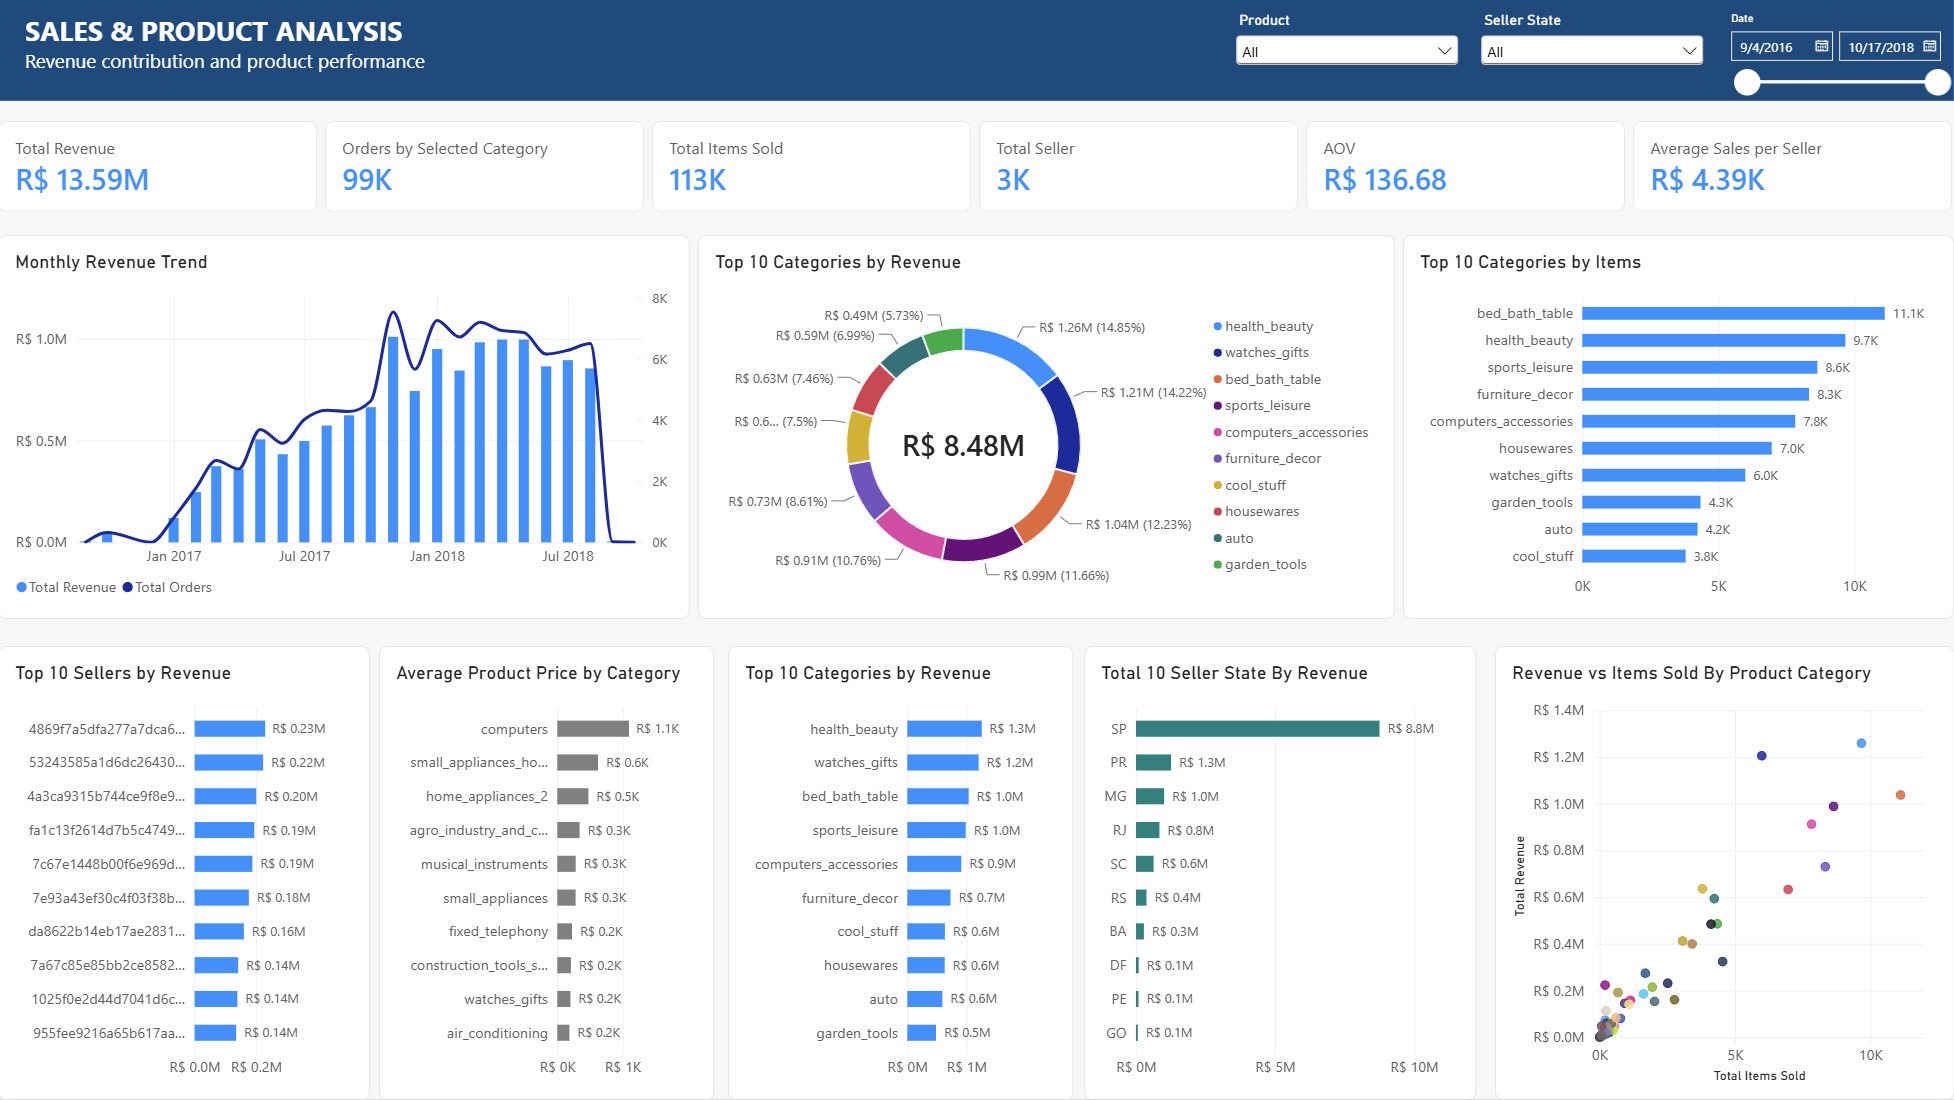 SALES & PRODUCT ANALYSIS
Revenue contribution and product performance
Product
All
Seller State
All
Date
9/4/2016
10/17/2018
Total Revenue
R$ 13.59M
Orders by Selected Category
99K
Total Items Sold
113K
Total Seller
3K
AOV
R$ 136.68
Average Sales per Seller
R$ 4.39K
Monthly Revenue Trend
R$ 1.0M
R$ 0.5M
R$ 0.0M
8K
6K
4K
2K
0K
Jan 2017
Jul 2017
Jan 2018
Jul 2018
Total Revenue
Total Orders
Top 10 Categories by Revenue
R$ 0.49M (5.73%)
R$ 0.59M (6.99%)
R$ 0.63M (7.46%)
R$ 0.6... (7.5%)
R$ 0.73M (8.61%)
R$ 0.91M (10.76%)
R$ 1.26M (14.85%)
R$ 1.21M (14.22%)
R$ 1.04M (12.23%)
R$ 0.99M (11.66%)
R$ 8.48M
health_beauty
watches_gifts
bed_bath_table
sports_leisure
computers_accessories
furniture_decor
cool_stuff
housewares
auto
garden_tools
Top 10 Categories by Items
bed_bath_table 11.1K
health_beauty 9.7K
sports_leisure 8.6K
furniture_decor 8.3K
computers_accessories 7.8K
housewares 7.0K
watches_gifts 6.0K
garden_tools 4.3K
auto 4.2K
cool_stuff 3.8K
0K 5K 10K
Top 10 Sellers by Revenue
4869f7a5dfa277a7dca6... R$ 0.23M
53243585a1d6dc26430... R$ 0.22M
4a3ca9315b744ce9f8e9... R$ 0.20M
fa1c13f2614d7b5c4749... R$ 0.19M
7c67e1448b00f6e969d... R$ 0.19M
7e93a43ef30c4f03f38b... R$ 0.18M
da8622b14eb17ae2831... R$ 0.16M
7a67c85e85bb2ce8582... R$ 0.14M
1025f0e2d44d7041d6c... R$ 0.14M
955fee9216a65b617aa... R$ 0.14M
R$ 0.0M R$ 0.2M
Average Product Price by Category
computers R$ 1.1K
small_appliances_ho... R$ 0.6K
home_appliances_2 R$ 0.5K
agro_industry_and_c... R$ 0.3K
musical_instruments R$ 0.3K
small_appliances R$ 0.3K
fixed_telephony R$ 0.2K
construction_tools_s... R$ 0.2K
watches_gifts R$ 0.2K
air_conditioning R$ 0.2K
R$ 0K R$ 1K
Top 10 Categories by Revenue
health_beauty R$ 1.3M
watches_gifts R$ 1.2M
bed_bath_table R$ 1.0M
sports_leisure R$ 1.0M
computers_accessories R$ 0.9M
furniture_decor R$ 0.7M
cool_stuff R$ 0.6M
housewares R$ 0.6M
auto R$ 0.6M
garden_tools R$ 0.5M
R$ 0M R$ 1M
Total 10 Seller State By Revenue
SP R$ 8.8M
PR R$ 1.3M
MG R$ 1.0M
RJ R$ 0.8M
SC R$ 0.6M
RS R$ 0.4M
BA R$ 0.3M
DF R$ 0.1M
PE R$ 0.1M
GO R$ 0.1M
R$ 0M R$ 5M R$ 10M
Revenue vs Items Sold By Product Category
Total Revenue
R$ 1.4M
R$ 1.2M
R$ 1.0M
R$ 0.8M
R$ 0.6M
R$ 0.4M
R$ 0.2M
R$ 0.0M
0K 5K 10K
Total Items Sold